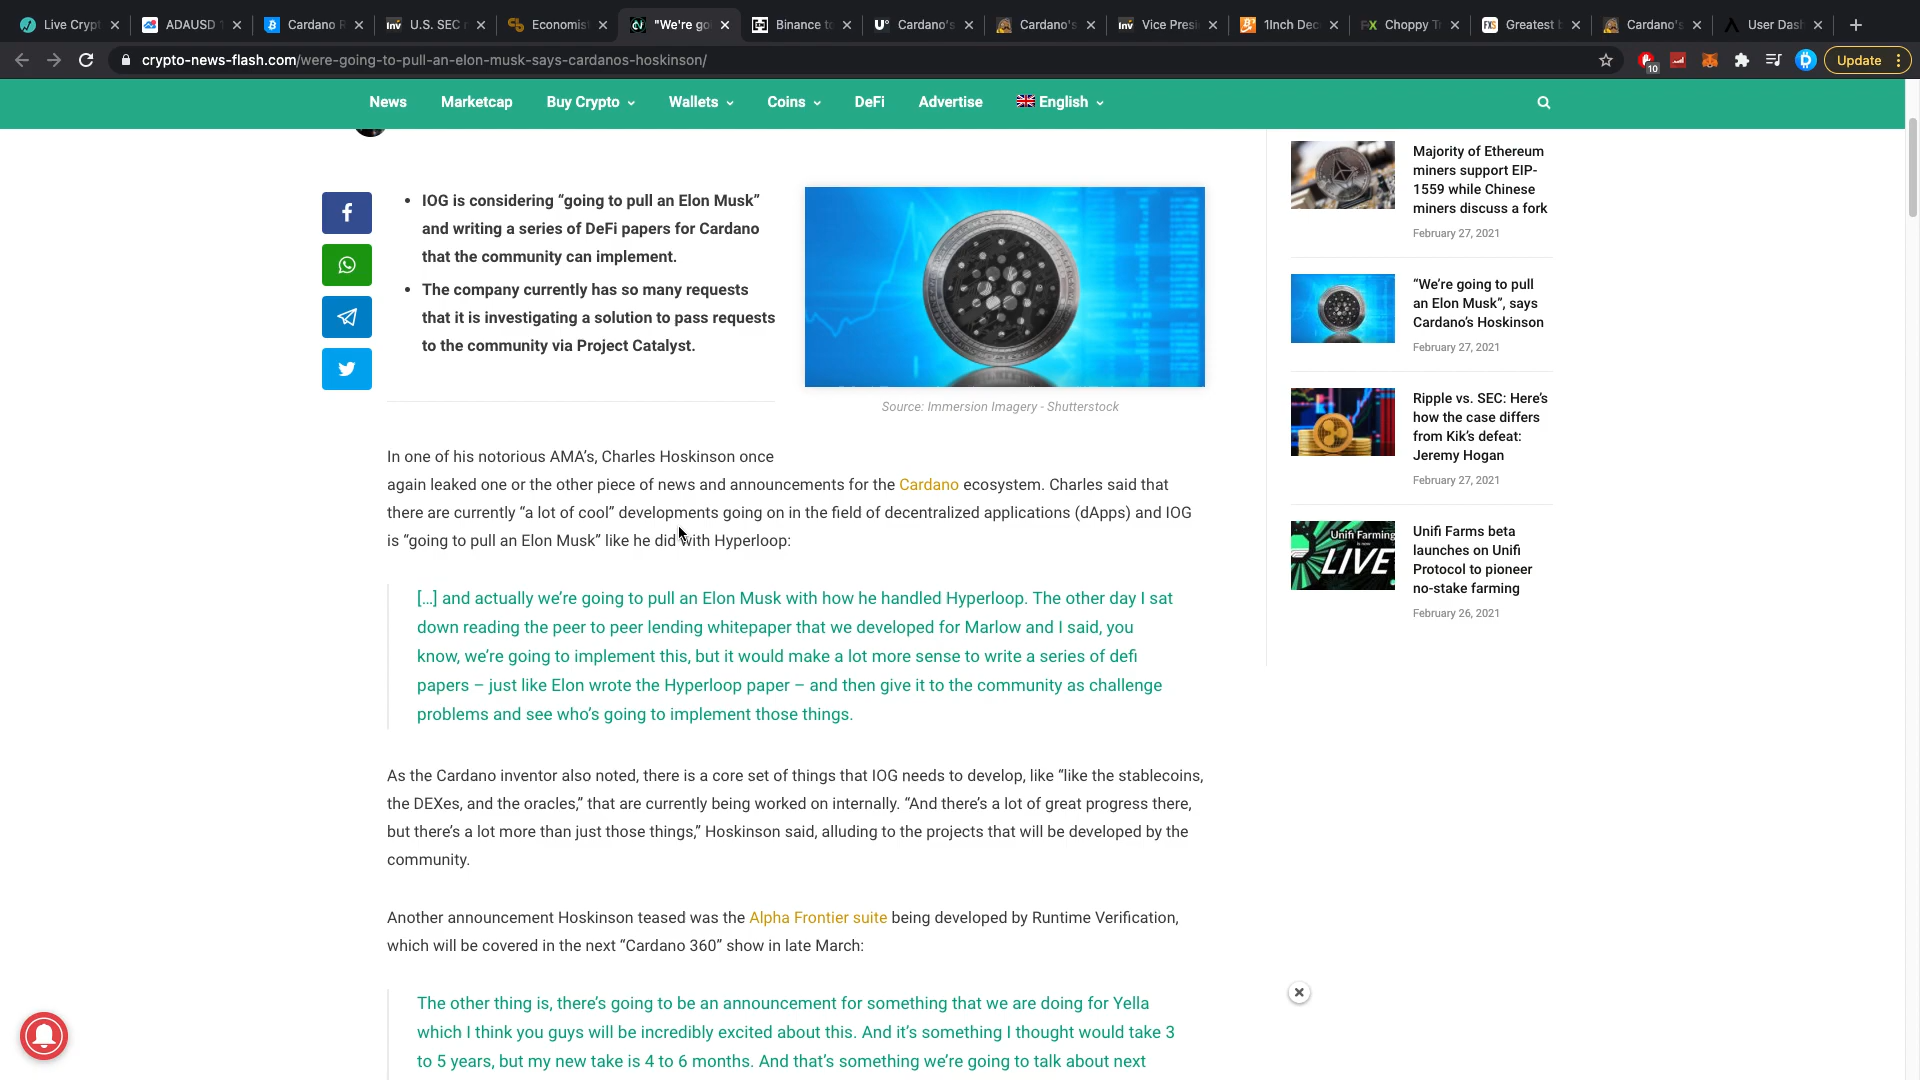 Live Crypt
ADAUSD 1
Cardano R
U.S. SEC r
Economis
"We're go
Binance to
Cardano's
Cardano's
Vice Presi
1Inch Dec
Choppy Tr
Greatest b
Cardano's
User Dash
crypto-news-flash.com/were-going-to-pull-an-elon-musk-says-cardanos-hoskinson/
10
Update
News
Marketcap
Buy Crypto
Wallets
Coins
DeFi
Advertise
English
• IOG is considering “going to pull an Elon Musk”
and writing a series of DeFi papers for Cardano
that the community can implement.
• The company currently has so many requests
that it is investigating a solution to pass requests
to the community via Project Catalyst.
Source: Immersion Imagery - Shutterstock
In one of his notorious AMA’s, Charles Hoskinson once
again leaked one or the other piece of news and announcements for the Cardano ecosystem. Charles said that
there are currently “a lot of cool” developments going on in the field of decentralized applications (dApps) and IOG
is “going to pull an Elon Musk” like he did with Hyperloop:
[…] and actually we’re going to pull an Elon Musk with how he handled Hyperloop. The other day I sat
down reading the peer to peer lending whitepaper that we developed for Marlow and I said, you
know, we’re going to implement this, but it would make a lot more sense to write a series of defi
papers – just like Elon wrote the Hyperloop paper – and then give it to the community as challenge
problems and see who’s going to implement those things.
As the Cardano inventor also noted, there is a core set of things that IOG needs to develop, like “like the stablecoins,
the DEXes, and the oracles,” that are currently being worked on internally. “And there’s a lot of great progress there,
but there’s a lot more than just those things,” Hoskinson said, alluding to the projects that will be developed by the
community.
Another announcement Hoskinson teased was the Alpha Frontier suite being developed by Runtime Verification,
which will be covered in the next “Cardano 360” show in late March:
The other thing is, there’s going to be an announcement for something that we are doing for Yella
which I think you guys will be incredibly excited about this. And it’s something I thought would take 3
to 5 years, but my new take is 4 to 6 months. And that’s something we’re going to talk about next
Majority of Ethereum
miners support EIP-
1559 while Chinese
miners discuss a fork
February 27, 2021
“We’re going to pull
an Elon Musk”, says
Cardano’s Hoskinson
February 27, 2021
Ripple vs. SEC: Here’s
how the case differs
from Kik’s defeat:
Jeremy Hogan
February 27, 2021
Unifi Farming
LIVE
Unifi Farms beta
launches on Unifi
Protocol to pioneer
no-stake farming
February 26, 2021